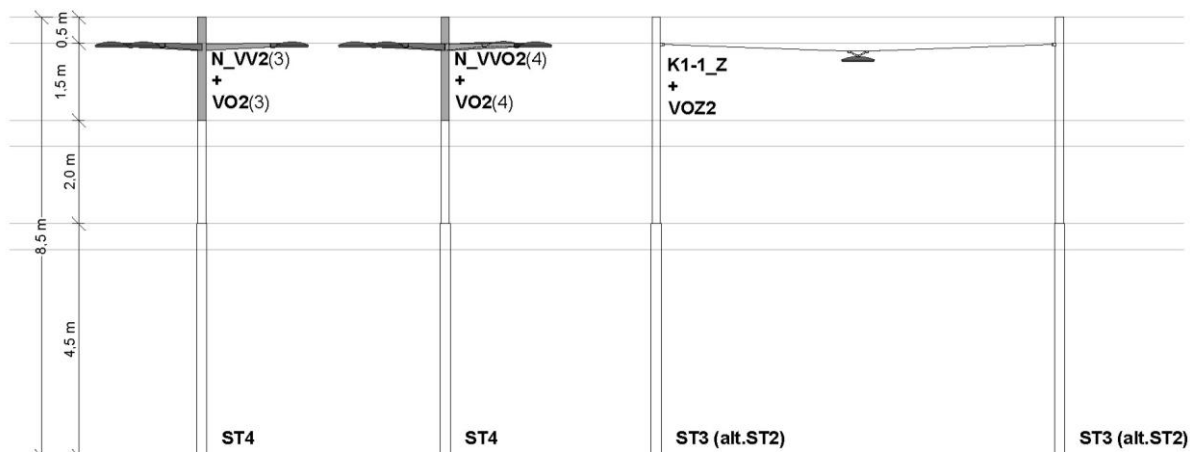 0,5 m
1.5 m
2.0 m
8.5 m
4.5 m
N_VV2(3)
+
VO2(3)
N_VVO2(4)
+
VO2(4)
K1-1_Z
+
VOZ2
ST4
ST4
ST3 (alt.ST2)
ST3 (alt.ST2)